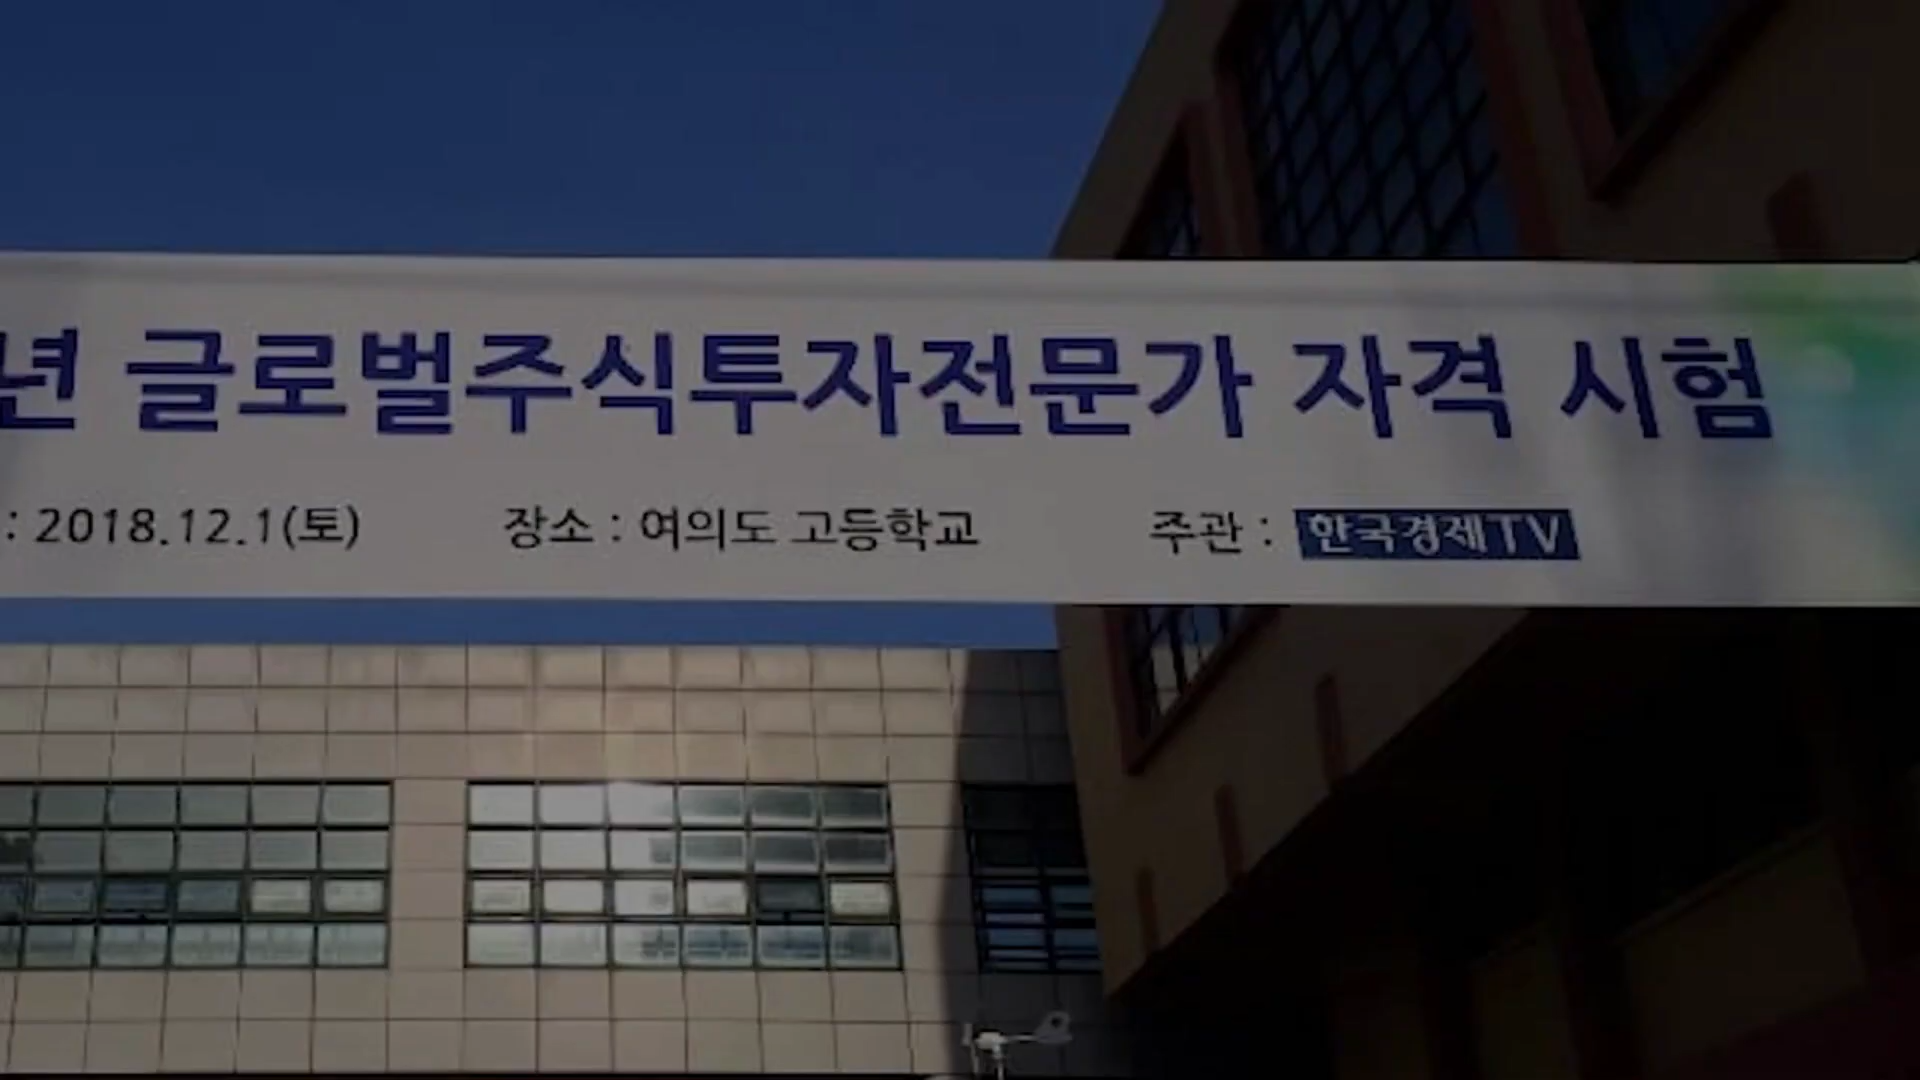 년 글로벌주식투자전문가 자격 시험
: 2018.12.1(토) 장소 : 여의도 고등학교 주관 : 한국경제TV